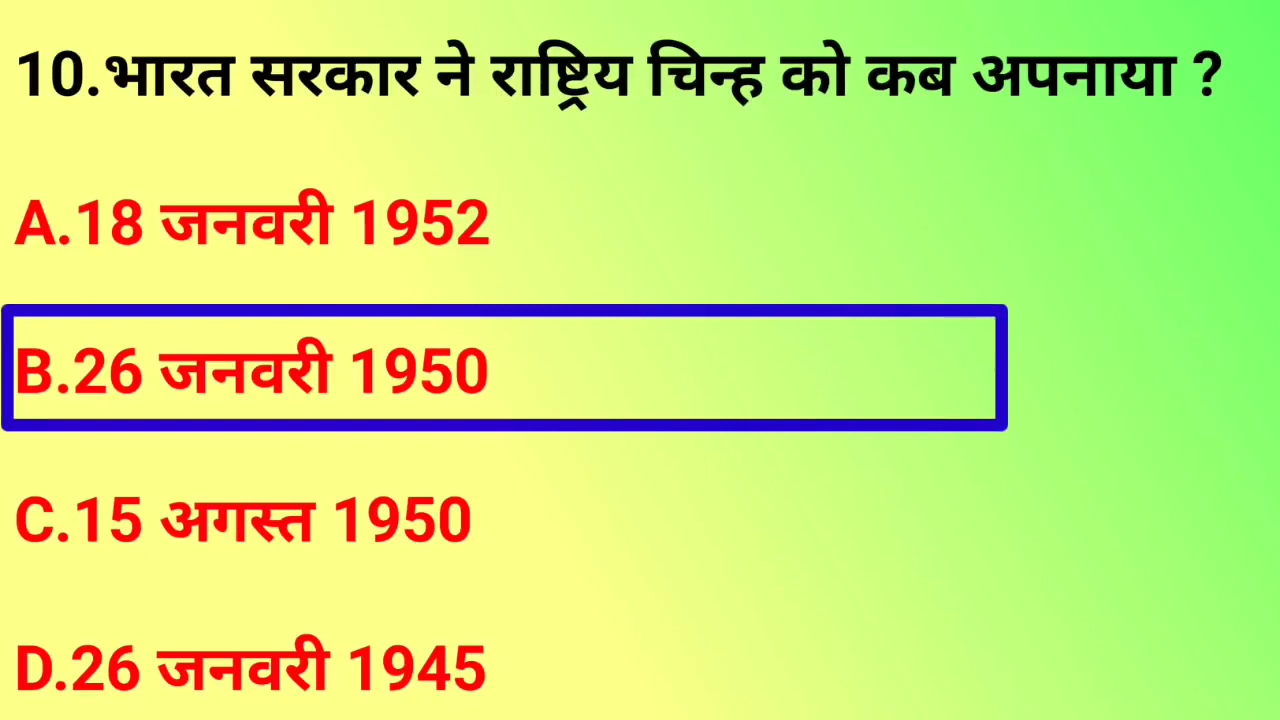 10.भारत सरकार ने राष्ट्रिय चिन्ह को कब अपनाया ?
A.18 जनवरी 1952
B.26 जनवरी 1950
C.15 अगस्त 1950
D.26 जनवरी 1945